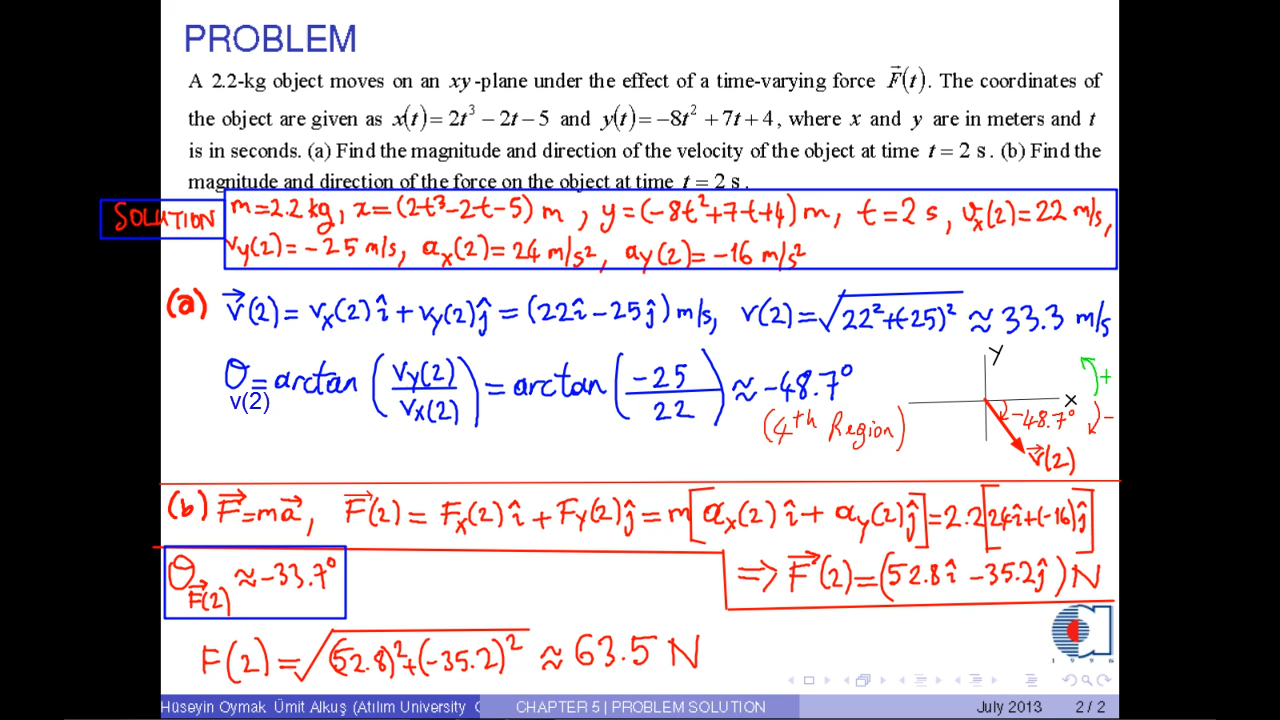 PROBLEM
A 2.2-kg object moves on an xy-plane under the effect of a time-varying force F⃗(t). The coordinates of
the object are given as x(t) = 2t³ − 2t − 5 and y(t) = −8t² + 7t + 4, where x and y are in meters and t
is in seconds. (a) Find the magnitude and direction of the velocity of the object at time t = 2 s. (b) Find the
magnitude and direction of the force on the object at time t = 2 s.
SOLUTION
m=2.2 kg, x=(2t³-2t-5) m, y=(-8t²+7t+4) m, t=2 s, vx(2)=22 m/s,
vy(2)=-25 m/s, ax(2)=24 m/s², ay(2)=-16 m/s²
(a) v⃗(2)=vx(2)î+vy(2)ĵ=(22î-25ĵ) m/s, v(2)=√22²+(-25)² ≈ 33.3 m/s
θv(2)=arctan(vy(2)/vx(2))=arctan(-25/22)≈-48.7°
(4th Region)
Y
x
+
-48.7°
-
v⃗(2)
(b) F⃗=ma⃗, F⃗(2)=Fx(2)î+Fy(2)ĵ=m[ax(2)î+ay(2)ĵ]=2.2[24î+(-16)ĵ]
θF⃗(2)≈-33.7°
⟹F⃗(2)=(52.8î-35.2ĵ) N
F(2)=√(52.8)²+(-35.2)² ≈63.5 N
1 9 9 6
Hüseyin Oymak, Ümit Alkuş (Atılım University
CHAPTER 5 | PROBLEM SOLUTION
July 2013
2 / 2